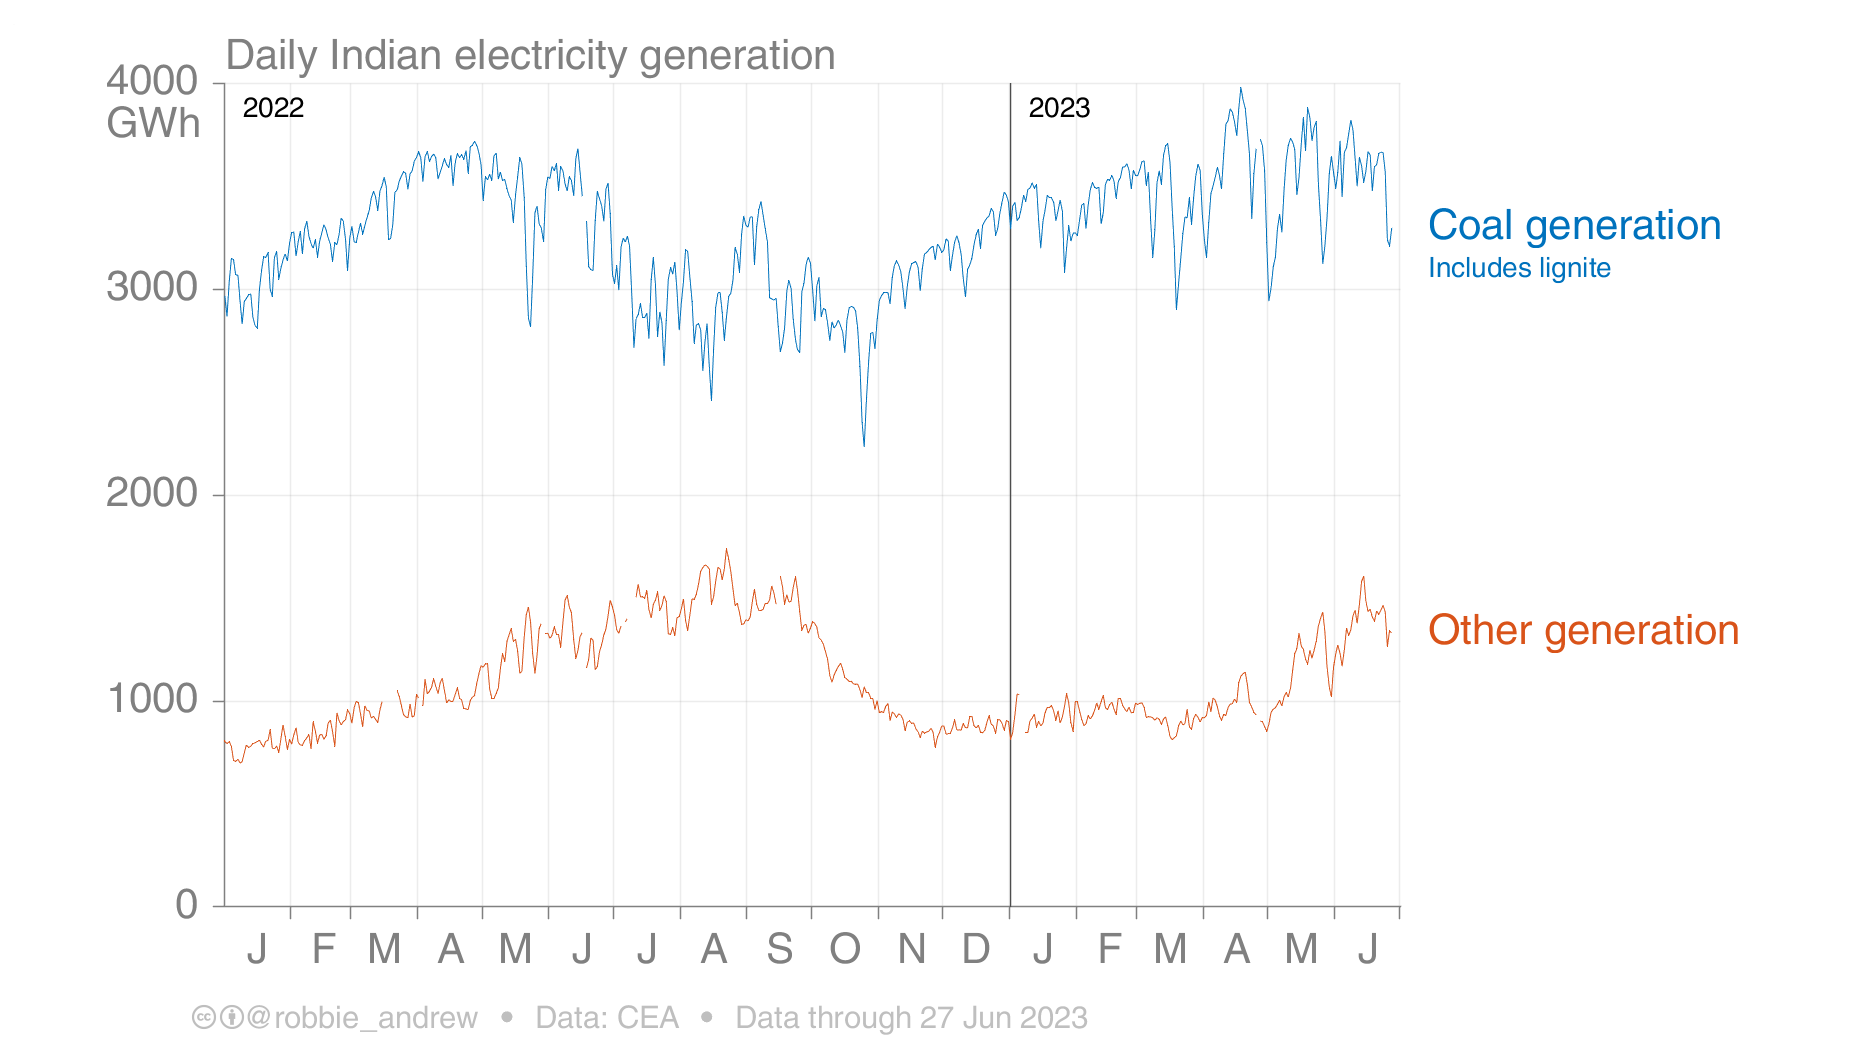 Daily Indian electricity generation
4000
GWh
2022
2023
3000
2000
1000
0
Coal generation
Includes lignite
Other generation
J F M A M J J A S O N D J F M A M J
@robbie_andrew • Data: CEA • Data through 27 Jun 2023